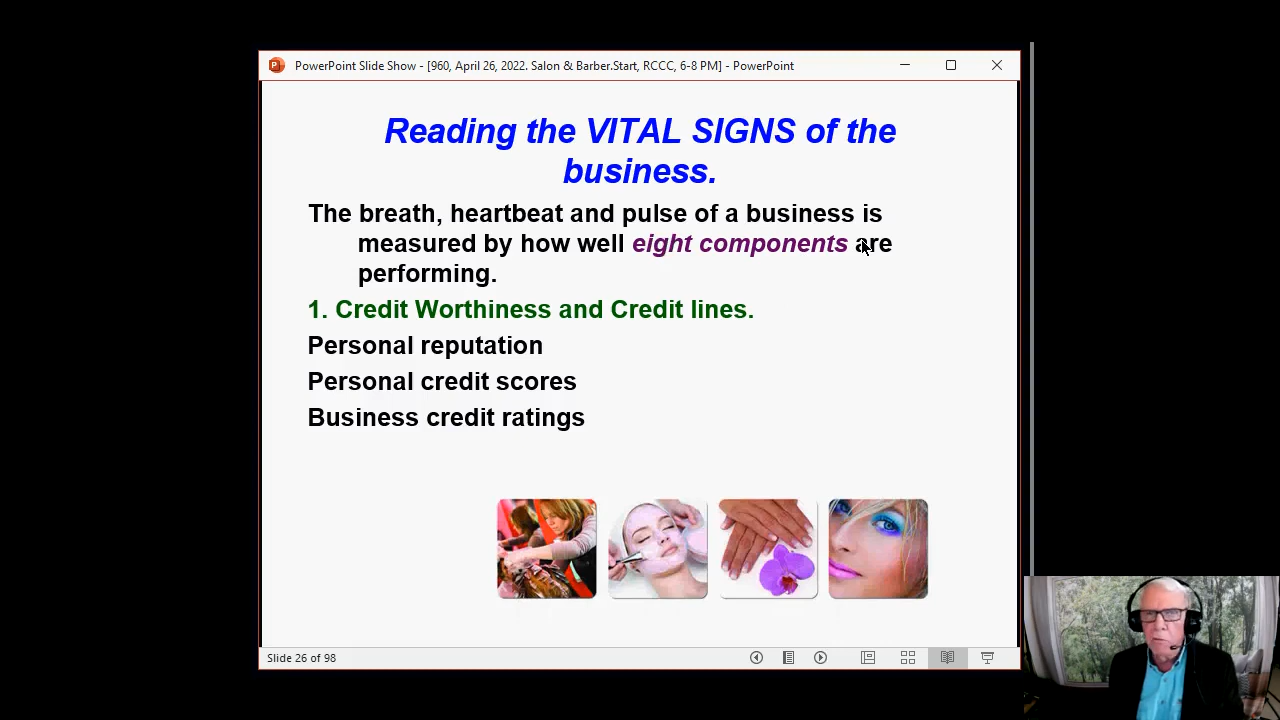 PowerPoint Slide Show - [960, April 26, 2022. Salon & Barber.Start, RCCC, 6-8 PM] - PowerPoint
Reading the VITAL SIGNS of the
business.
The breath, heartbeat and pulse of a business is
measured by how well eight components are
performing.
1. Credit Worthiness and Credit lines.
Personal reputation
Personal credit scores
Business credit ratings
Slide 26 of 98